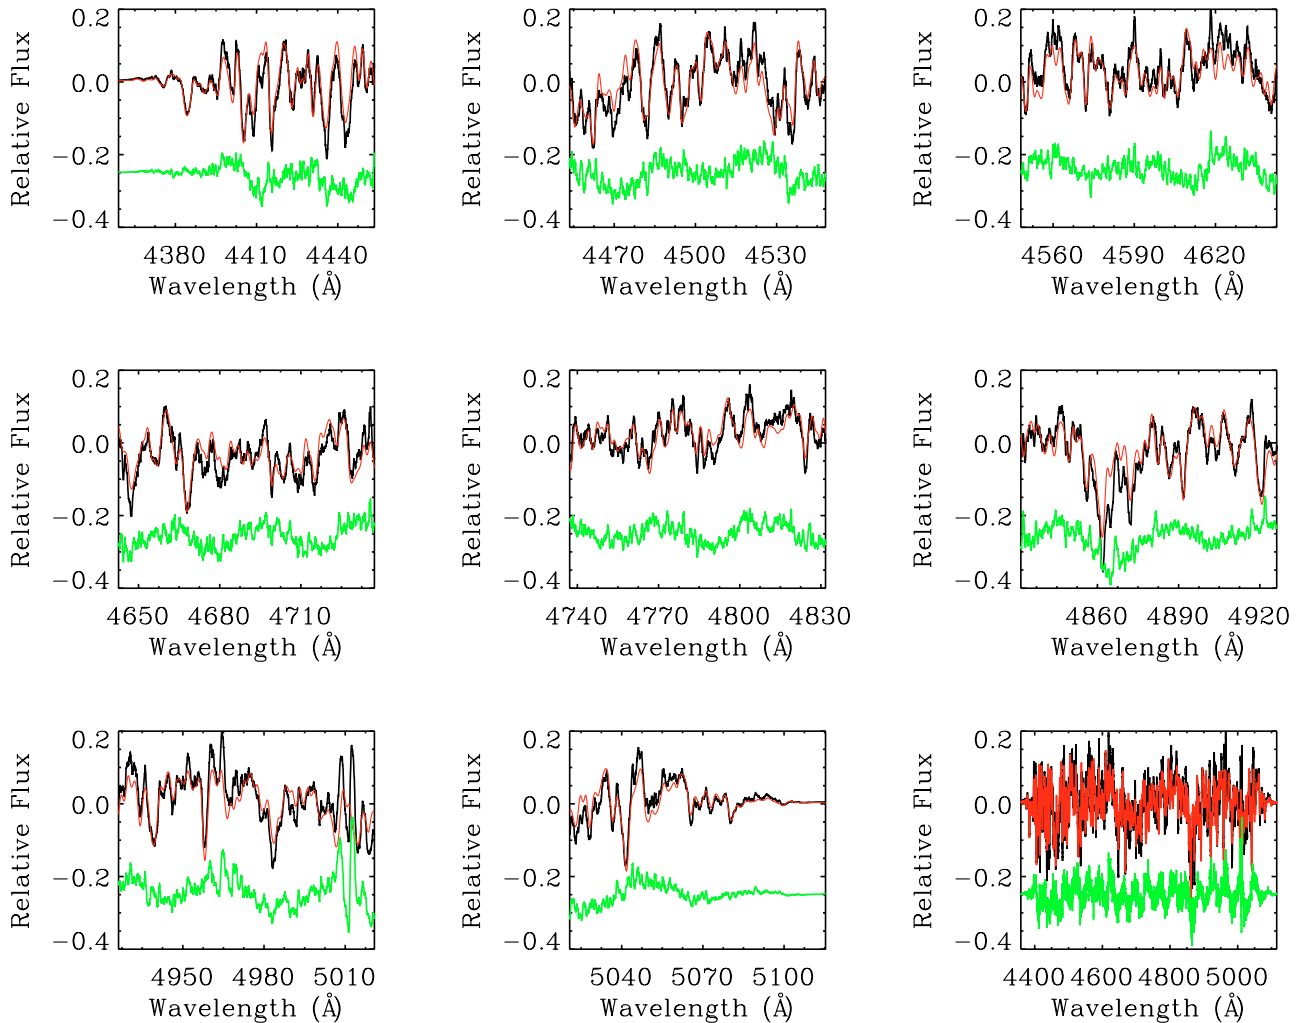 0.2 0.2 0.2
0.0 0.0 0.0
−0.2 −0.2 −0.2
−0.4 −0.4 −0.4
Relative Flux Relative Flux Relative Flux
4380 4410 4440 4470 4500 4530 4560 4590 4620
Wavelength (Å) Wavelength (Å) Wavelength (Å)
0.2 0.2 0.2
0.0 0.0 0.0
−0.2 −0.2 −0.2
−0.4 −0.4 −0.4
Relative Flux Relative Flux Relative Flux
4650 4680 4710 4740 4770 4800 4830 4860 4890 4920
Wavelength (Å) Wavelength (Å) Wavelength (Å)
0.2 0.2 0.2
0.0 0.0 0.0
−0.2 −0.2 −0.2
−0.4 −0.4 −0.4
Relative Flux Relative Flux Relative Flux
4950 4980 5010 5040 5070 5100 4400 4600 4800 5000
Wavelength (Å) Wavelength (Å) Wavelength (Å)